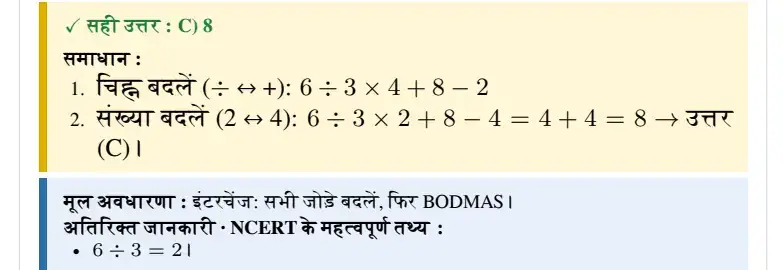 ✓ सही उत्तर : C) 8
समाधान :
1. चिह्न बदलें (÷ ↔ +): 6 ÷ 3 × 4 + 8 − 2
2. संख्या बदलें (2 ↔ 4): 6 ÷ 3 × 2 + 8 − 4 = 4 + 4 = 8 → उत्तर
(C)।
मूल अवधारणा : इंटरचेंज: सभी जोड़े बदलें, फिर BODMAS।
अतिरिक्त जानकारी · NCERT के महत्वपूर्ण तथ्य :
• 6 ÷ 3 = 2।